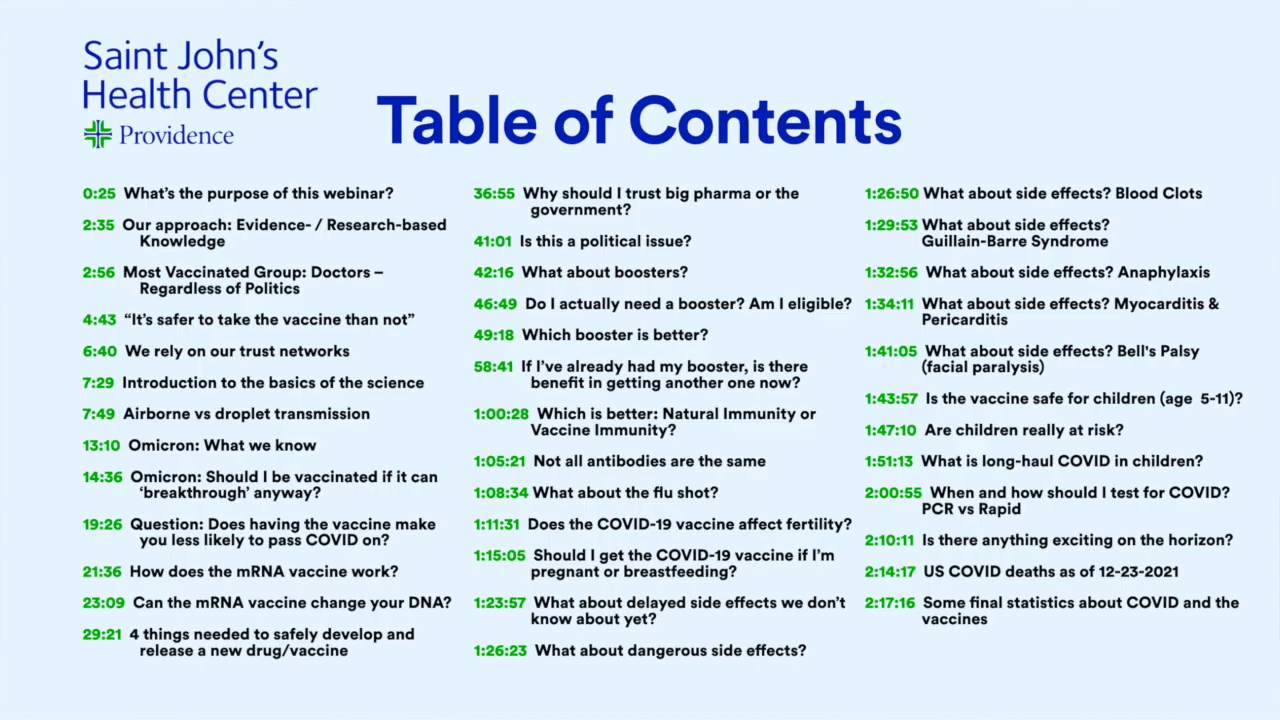 Saint John's
Health Center
Providence
Table of Contents
0:25 What's the purpose of this webinar?
2:35 Our approach: Evidence- / Research-based
Knowledge
2:56 Most Vaccinated Group: Doctors –
Regardless of Politics
4:43 “It's safer to take the vaccine than not”
6:40 We rely on our trust networks
7:29 Introduction to the basics of the science
7:49 Airborne vs droplet transmission
13:10 Omicron: What we know
14:36 Omicron: Should I be vaccinated if it can
‘breakthrough’ anyway?
19:26 Question: Does having the vaccine make
you less likely to pass COVID on?
21:36 How does the mRNA vaccine work?
23:09 Can the mRNA vaccine change your DNA?
29:21 4 things needed to safely develop and
release a new drug/vaccine
36:55 Why should I trust big pharma or the
government?
41:01 Is this a political issue?
42:16 What about boosters?
46:49 Do I actually need a booster? Am I eligible?
49:18 Which booster is better?
58:41 If I've already had my booster, is there
benefit in getting another one now?
1:00:28 Which is better: Natural Immunity or
Vaccine Immunity?
1:05:21 Not all antibodies are the same
1:08:34 What about the flu shot?
1:11:31 Does the COVID-19 vaccine affect fertility?
1:15:05 Should I get the COVID-19 vaccine if I'm
pregnant or breastfeeding?
1:23:57 What about delayed side effects we don't
know about yet?
1:26:23 What about dangerous side effects?
1:26:50 What about side effects? Blood Clots
1:29:53 What about side effects?
Guillain-Barre Syndrome
1:32:56 What about side effects? Anaphylaxis
1:34:11 What about side effects? Myocarditis &
Pericarditis
1:41:05 What about side effects? Bell's Palsy
(facial paralysis)
1:43:57 Is the vaccine safe for children (age 5-11)?
1:47:10 Are children really at risk?
1:51:13 What is long-haul COVID in children?
2:00:55 When and how should I test for COVID?
PCR vs Rapid
2:10:11 Is there anything exciting on the horizon?
2:14:17 US COVID deaths as of 12-23-2021
2:17:16 Some final statistics about COVID and the
vaccines